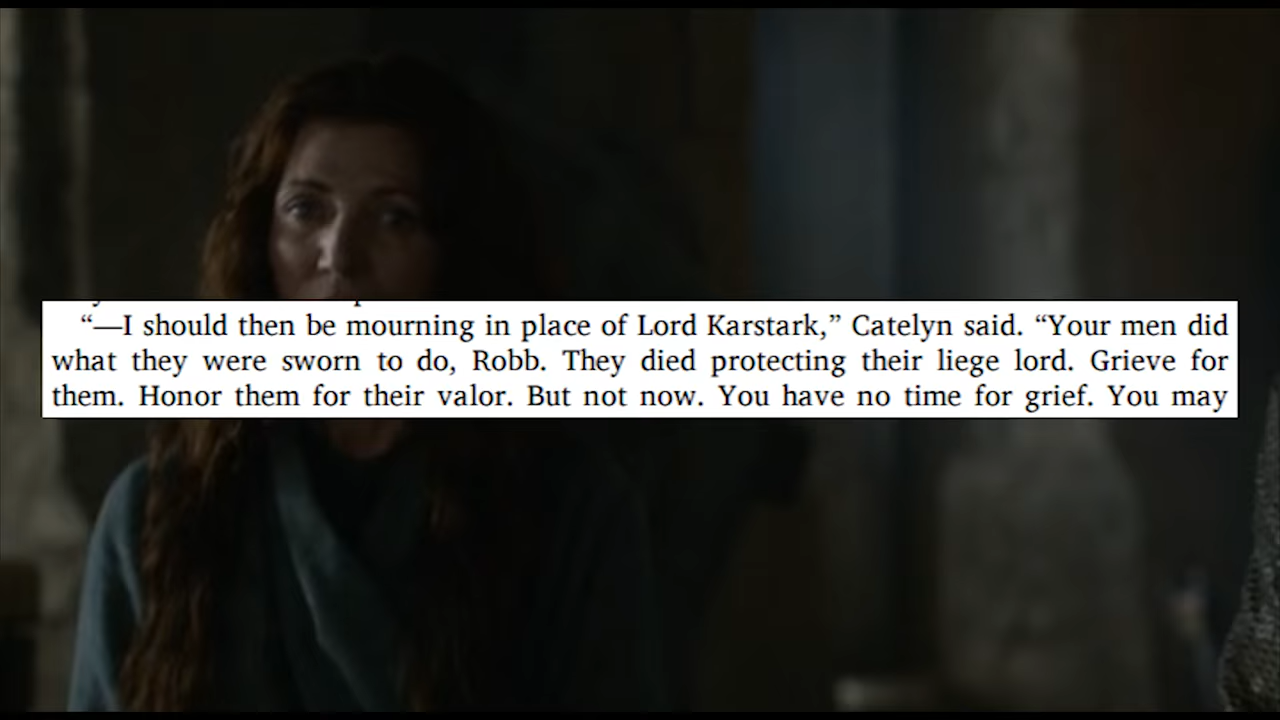 “—I should then be mourning in place of Lord Karstark,” Catelyn said. “Your men did
what they were sworn to do, Robb. They died protecting their liege lord. Grieve for
them. Honor them for their valor. But not now. You have no time for grief. You may